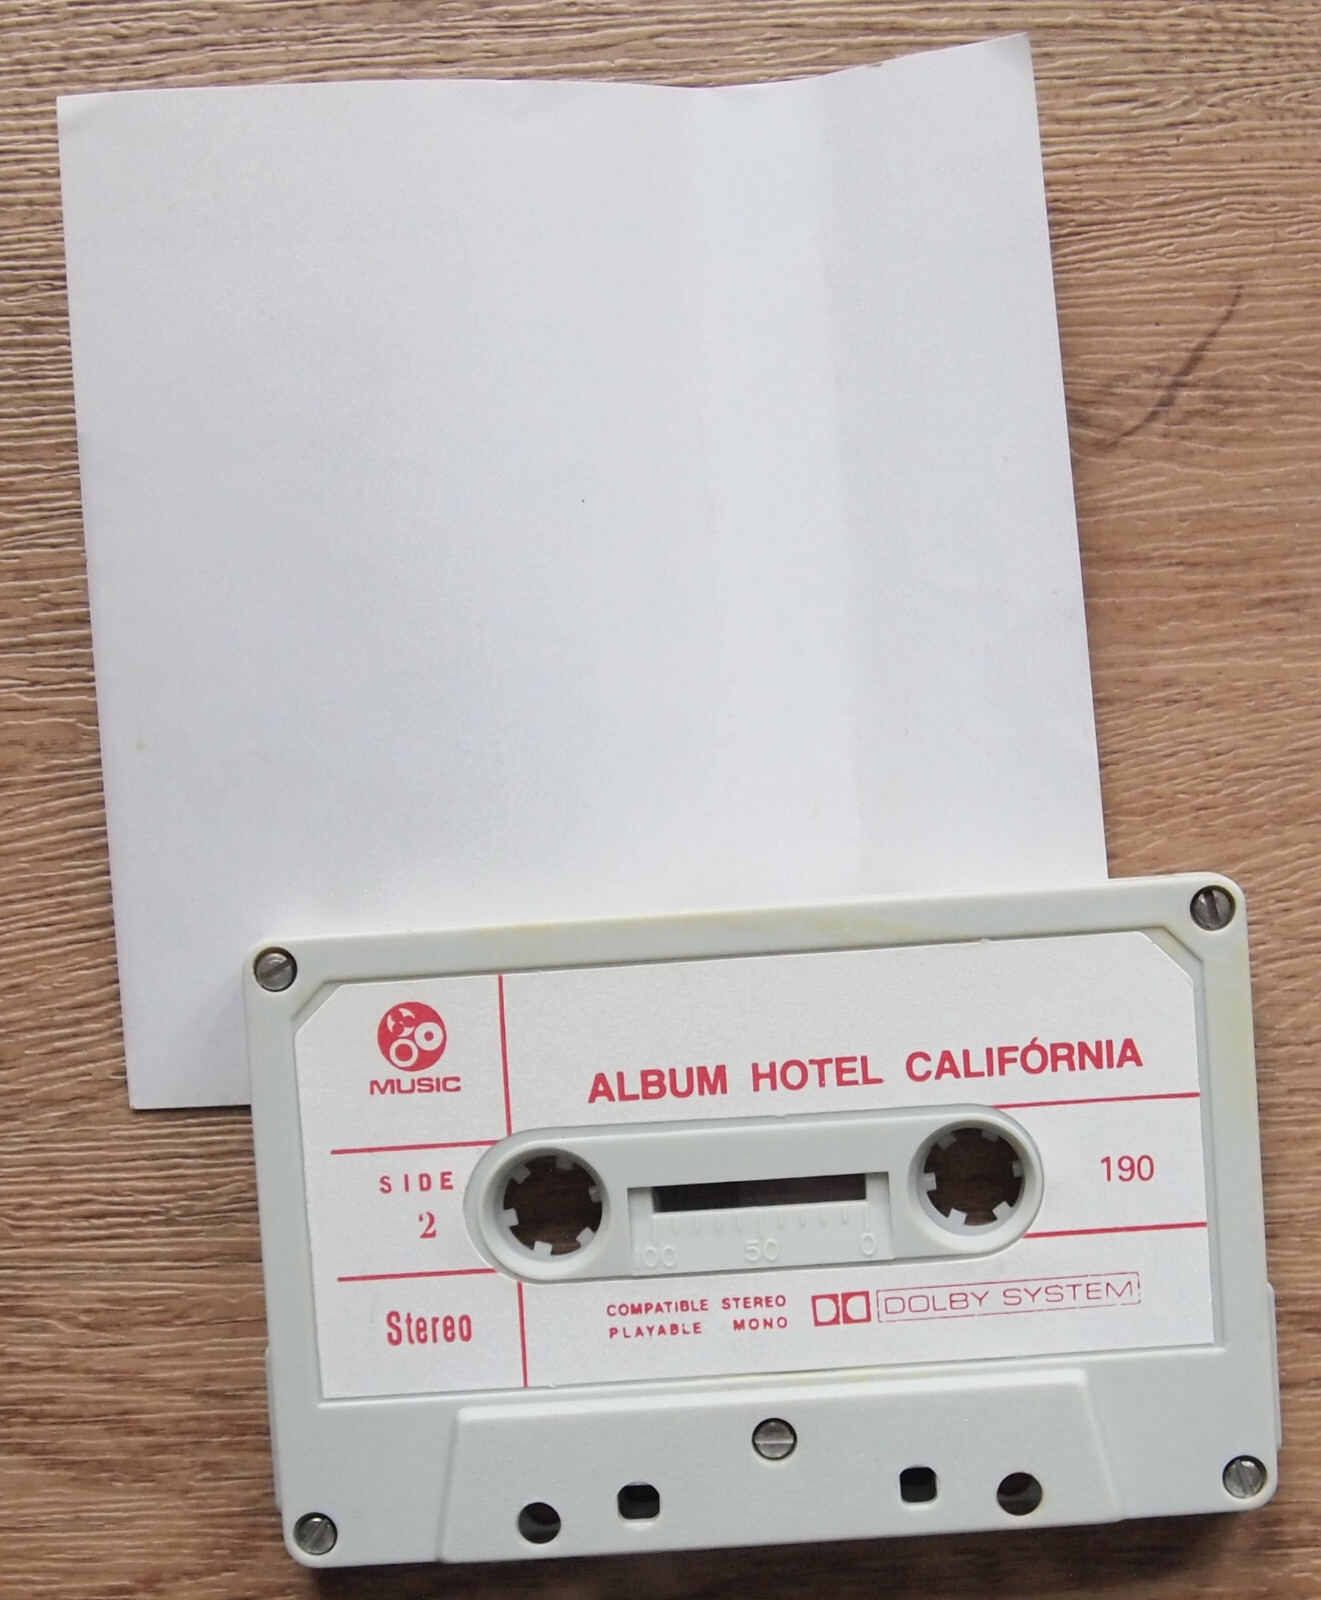 MUSIC
ALBUM HOTEL CALIFÓRNIA
SIDE
2
190
100 50 0
Stereo
COMPATIBLE STEREO
PLAYABLE MONO
DOLBY SYSTEM